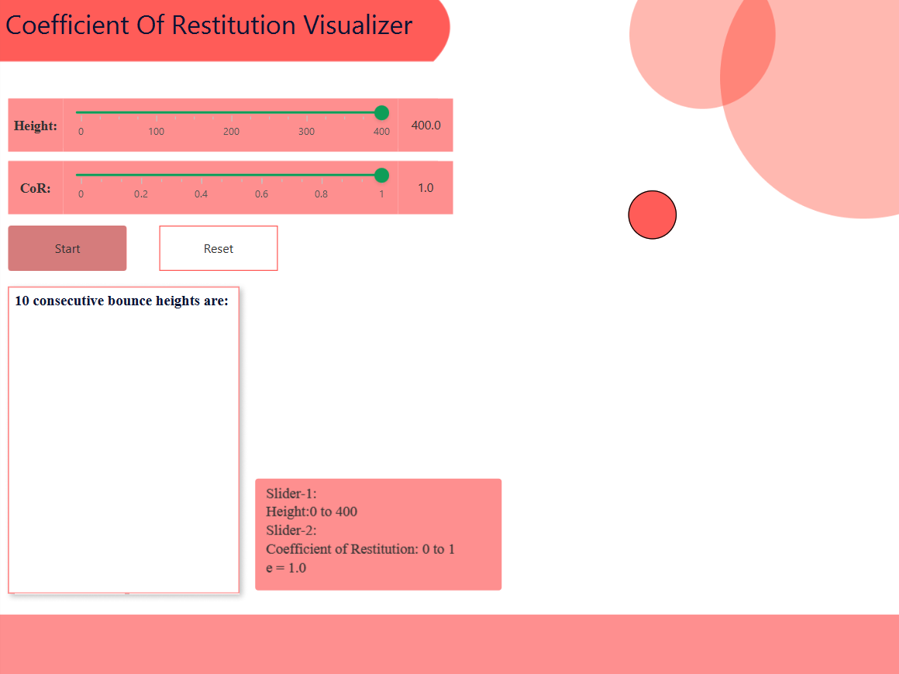 Coefficient Of Restitution Visualizer
Height:
0 100 200 300 400
400.0
CoR:
0 0.2 0.4 0.6 0.8 1
1.0
Start
Reset
10 consecutive bounce heights are:
Slider-1:
Height:0 to 400
Slider-2:
Coefficient of Restitution: 0 to 1
e = 1.0